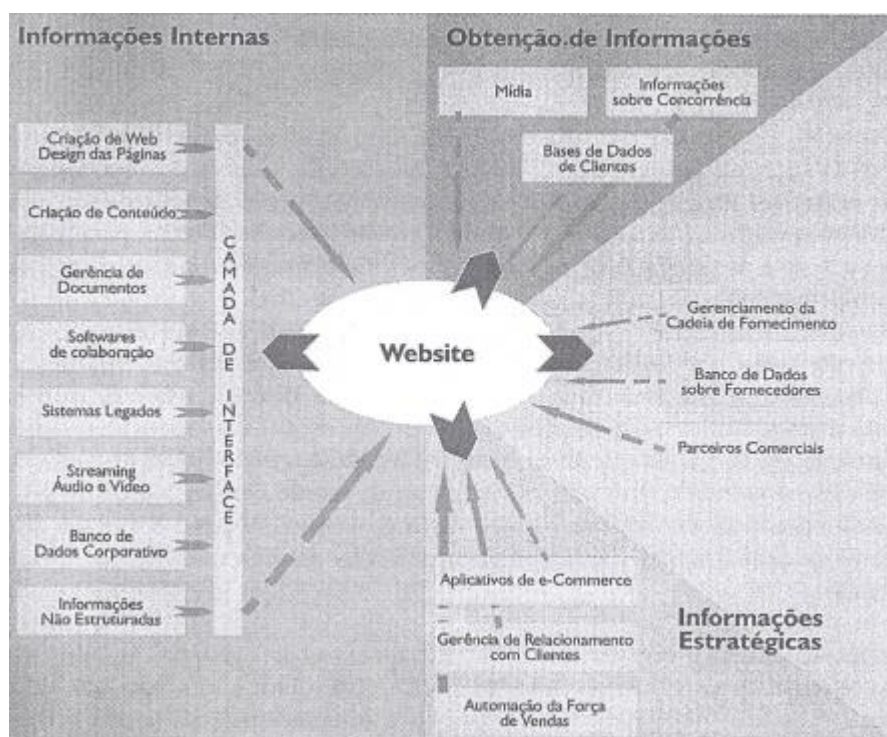 Informações Internas
Obtenção.de Informações
Mídia
Informações
sobre Concorrência
Bases de Dados
de Clientes
Criação de Web
Design das Páginas
Criação de Conteúdo
Gerência de
Documentos
Softwares
de colaboração
Sistemas Legados
Streaming
Áudio e Vídeo
Banco de
Dados Corporativo
Informações
Não Estruturadas
CAMADA DE INTERFACE
Website
Gerenciamento da
Cadeia de Fornecimento
Banco de Dados
sobre Fornecedores
Parceiros Comerciais
Aplicativos de e-Commerce
Gerência de Relacionamento
com Clientes
Automação da Força
de Vendas
Informações
Estratégicas